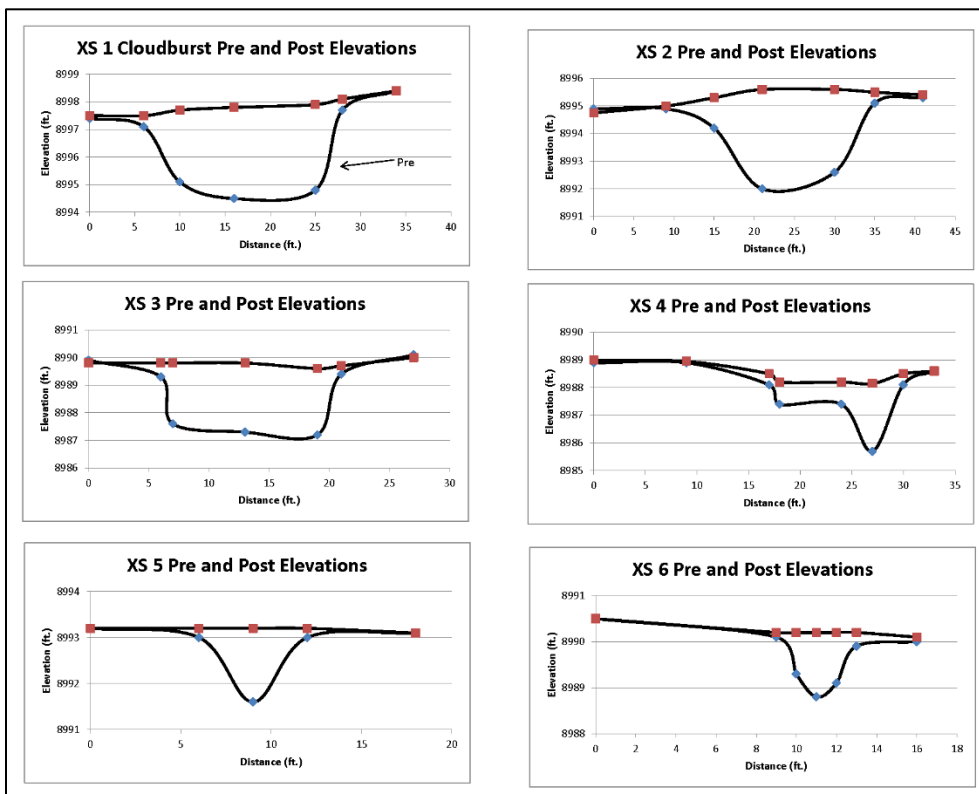 XS 1 Cloudburst Pre and Post Elevations
8999
8998
8997
8996
8995
8994
Elevation (ft.)
Pre
0 5 10 15 20 25 30 35 40
Distance (ft.)
XS 2 Pre and Post Elevations
8996
8995
8994
8993
8992
8991
Elevation (ft.)
0 5 10 15 20 25 30 35 40 45
Distance (ft.)
XS 3 Pre and Post Elevations
8991
8990
8989
8988
8987
8986
Elevation (ft.)
0 5 10 15 20 25 30
Distance (ft.)
XS 4 Pre and Post Elevations
8990
8989
8988
8987
8986
8985
Elevation (ft.)
0 5 10 15 20 25 30 35
Distance (ft.)
XS 5 Pre and Post Elevations
8994
8993
8992
8991
Elevation (ft.)
0 5 10 15 20
Distance (ft.)
XS 6 Pre and Post Elevations
8991
8990
8989
8988
Elevation (ft.)
0 2 4 6 8 10 12 14 16 18
Distance (ft.)